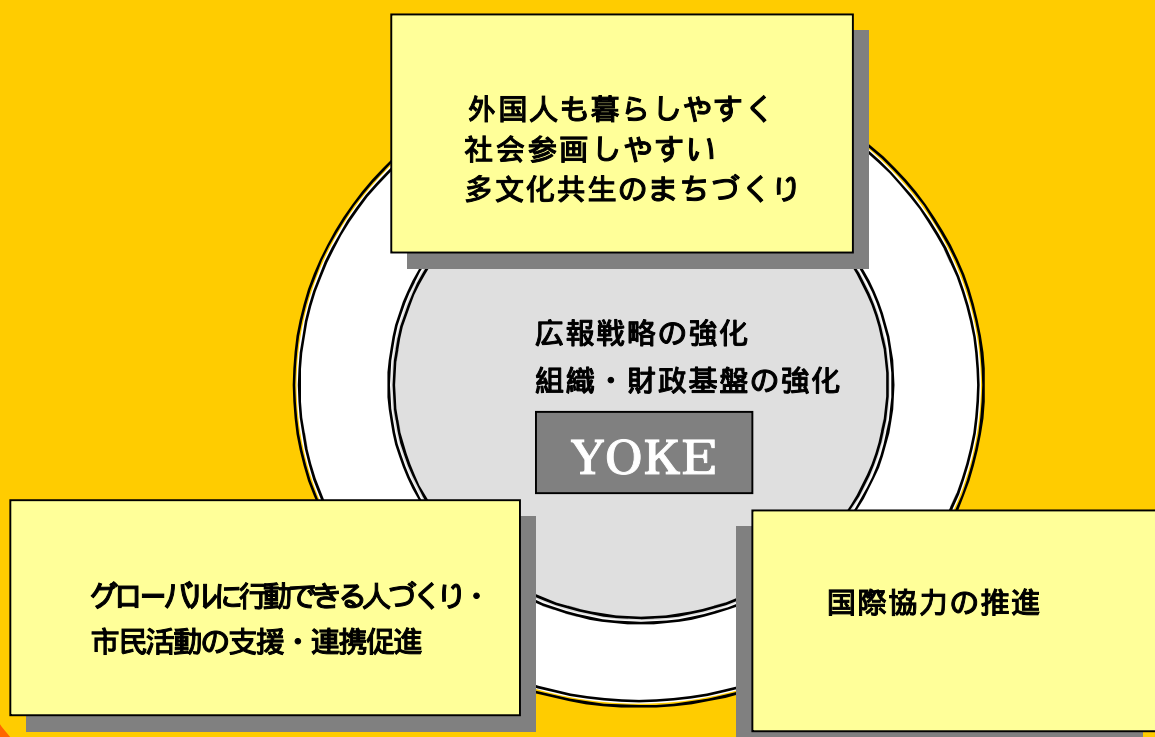 外国人も暮らしやすく
社会参画しやすい
多文化共生のまちづくり
広報戦略の強化
組織・財政基盤の強化
YOKE
グローバルに行動できる人づくり・
市民活動の支援・連携促進
国際協力の推進